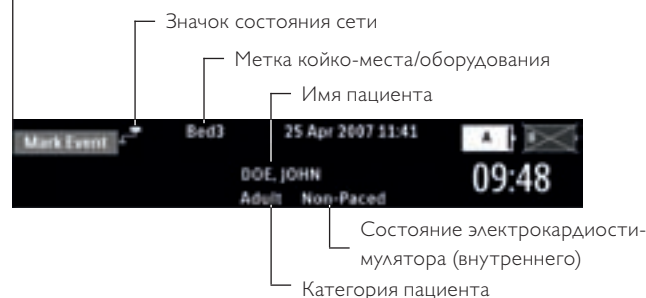 Значок состояния сети
Метка койко-места/оборудования
Имя пациента
Mark Event
Bed3
25 Apr 2007 11:41
A
B
DOE, JOHN
09:48
Adult Non-Paced
Состояние электрокардиости-
мулятора (внутреннего)
Категория пациента